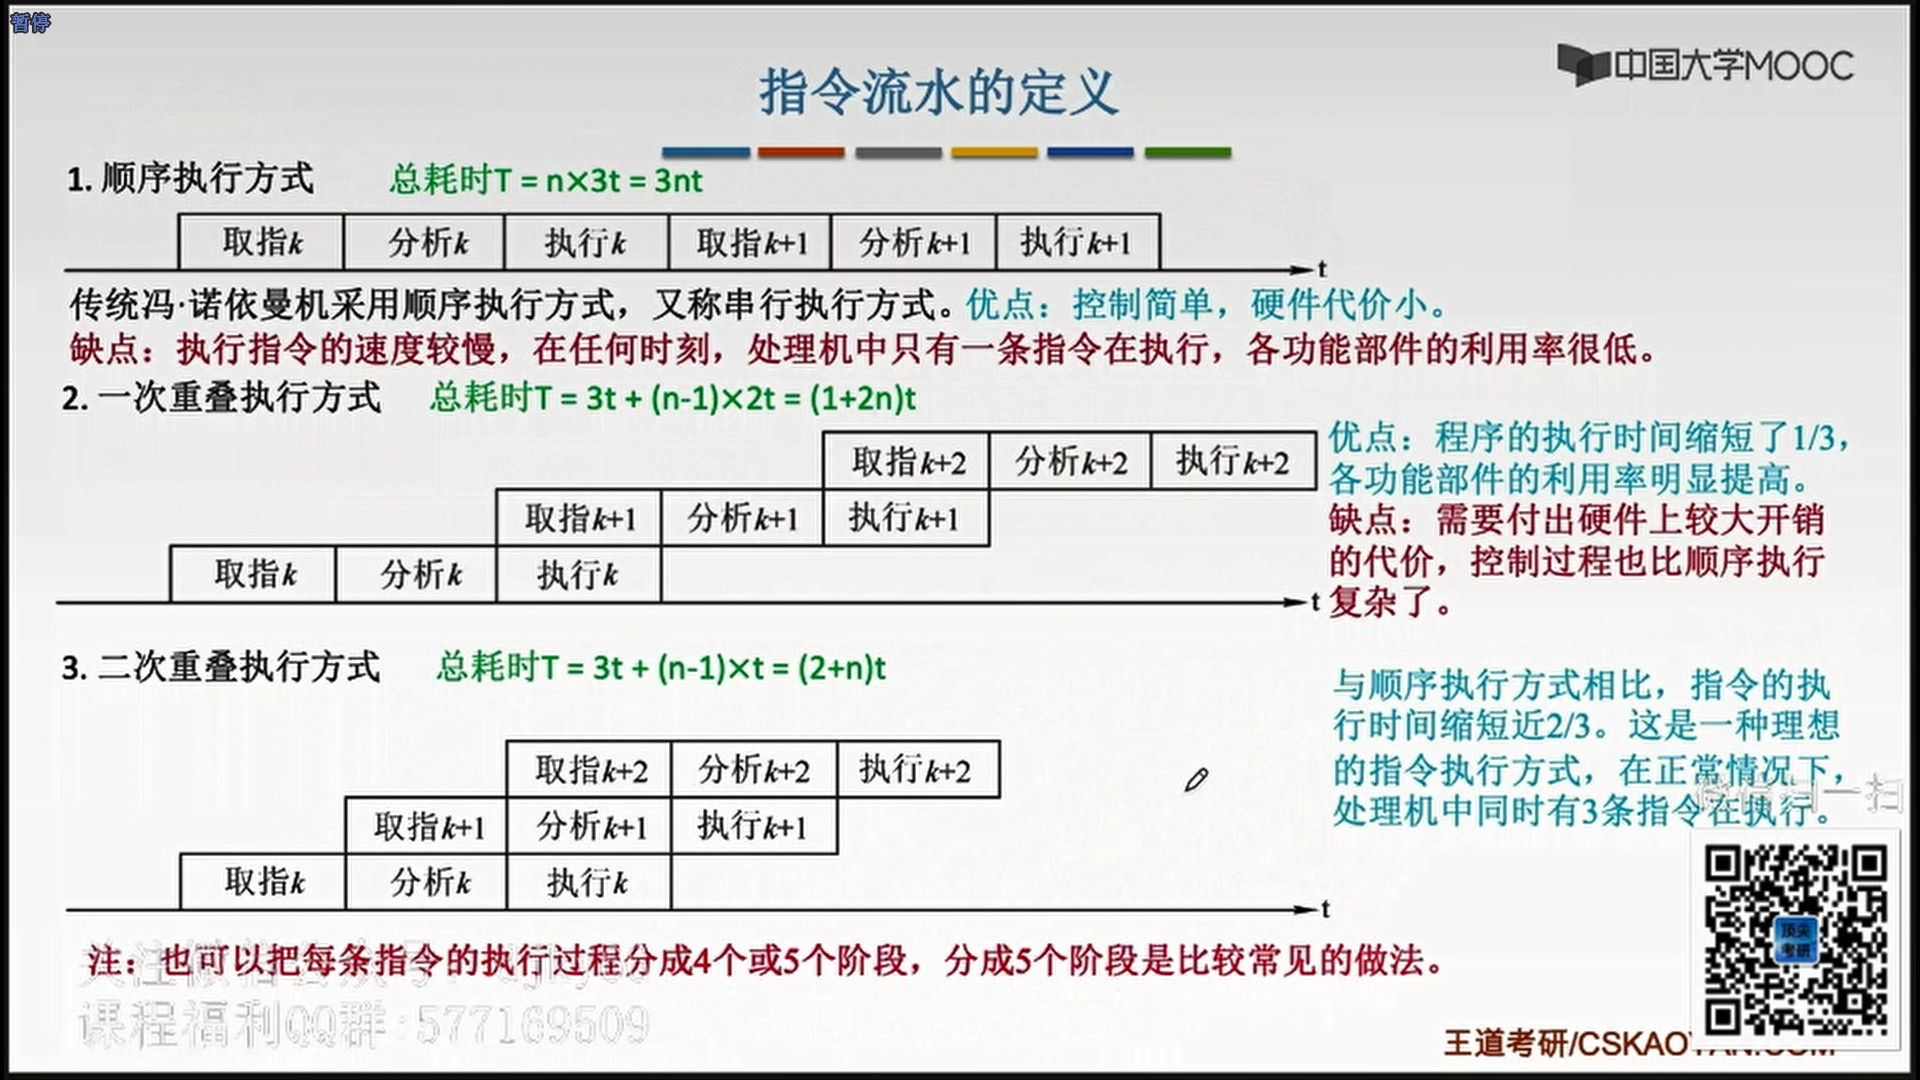 暂停
中国大学MOOC
指令流水的定义
1. 顺序执行方式 总耗时T = n×3t = 3nt
取指k 分析k 执行k 取指k+1 分析k+1 执行k+1
t
传统冯·诺依曼机采用顺序执行方式，又称串行执行方式。优点：控制简单，硬件代价小。
缺点：执行指令的速度较慢，在任何时刻，处理机中只有一条指令在执行，各功能部件的利用率很低。
2. 一次重叠执行方式 总耗时T = 3t + (n-1)×2t = (1+2n)t
取指k+2 分析k+2 执行k+2
取指k+1 分析k+1 执行k+1
取指k 分析k 执行k
t
优点：程序的执行时间缩短了1/3，
各功能部件的利用率明显提高。
缺点：需要付出硬件上较大开销
的代价，控制过程也比顺序执行
复杂了。
3. 二次重叠执行方式 总耗时T = 3t + (n-1)×t = (2+n)t
取指k+2 分析k+2 执行k+2
取指k+1 分析k+1 执行k+1
取指k 分析k 执行k
t
与顺序执行方式相比，指令的执
行时间缩短近2/3。这是一种理想
的指令执行方式，在正常情况下，
处理机中同时有3条指令在执行。
微信扫一扫
顶尖
考研
注：也可以把每条指令的执行过程分成4个或5个阶段，分成5个阶段是比较常见的做法。
课程福利QQ群:577169509
王道考研/CSKAOYAN.COM